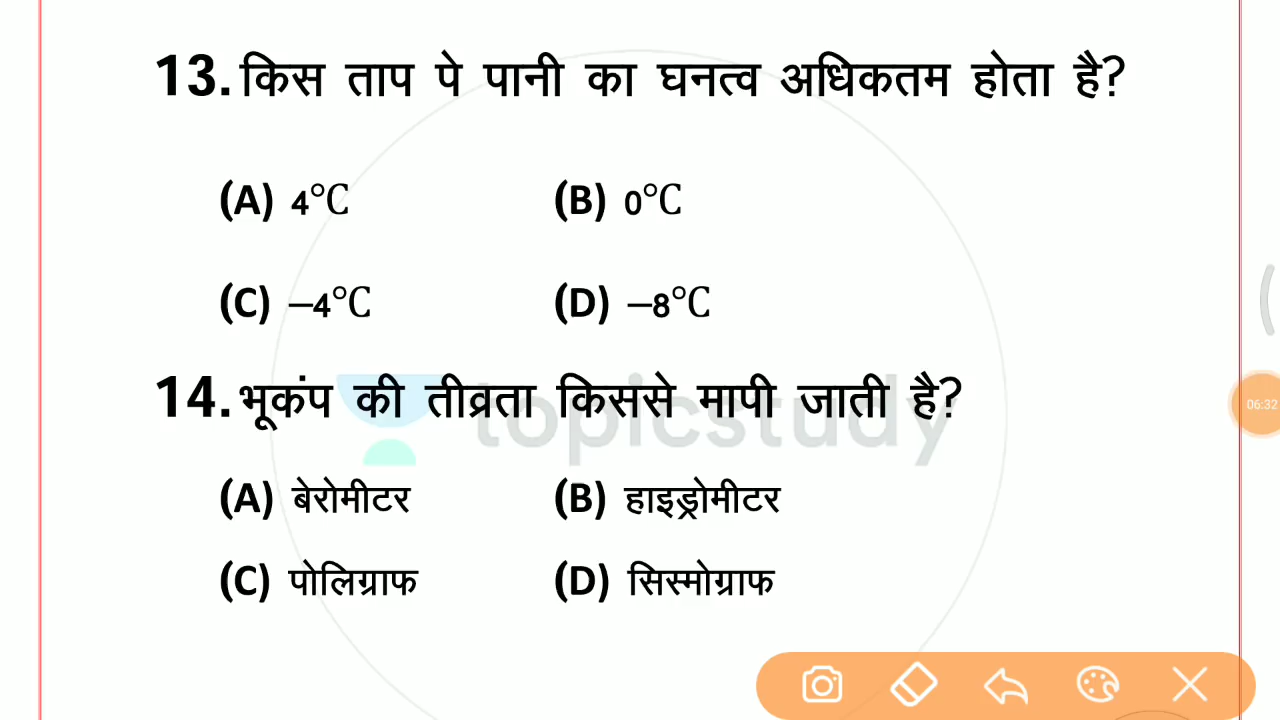 13. किस ताप पे पानी का घनत्व अधिकतम होता है?
(A) 4°C (B) 0°C
(C) –4°C (D) –8°C
14. भूकंप की तीव्रता किससे मापी जाती है?
topicstudy
(A) बेरोमीटर (B) हाइड्रोमीटर
(C) पोलिग्राफ (D) सिस्मोग्राफ
06:32